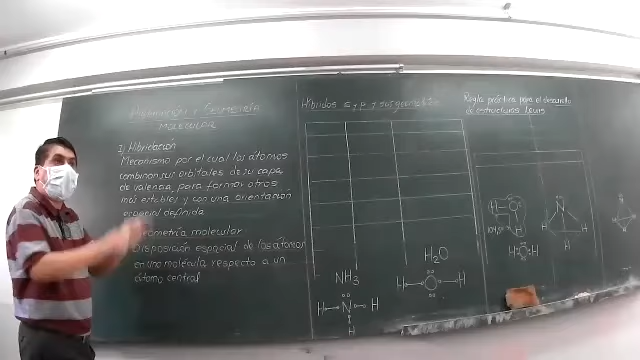 Hibridación y Geometría
molecular
1) Hibridación
Mecanismo por el cual los átomos
combinan sus orbitales de su capa
de valencia, para formar otros
más estables y con una orientación
espacial definida
Geometría molecular
Disposición espacial de los átomos
en una molécula respecto a un
átomo central
Híbridos s y p y sus geometrías
NH3
H N H
H
H2O
H O H
Regla práctica para el desarrollo
de estructuras Lewis
H O
H
H O H
N
H H
H